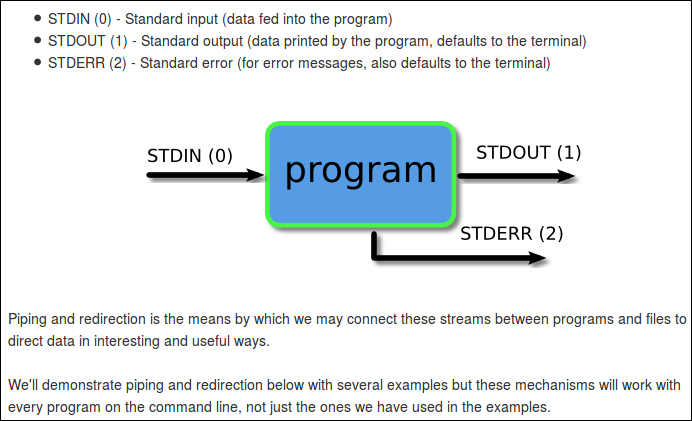 • STDIN (0) - Standard input (data fed into the program)
• STDOUT (1) - Standard output (data printed by the program, defaults to the terminal)
• STDERR (2) - Standard error (for error messages, also defaults to the terminal)
STDIN (0)
program
STDOUT (1)
STDERR (2)
Piping and redirection is the means by which we may connect these streams between programs and files to
direct data in interesting and useful ways.
We'll demonstrate piping and redirection below with several examples but these mechanisms will work with
every program on the command line, not just the ones we have used in the examples.